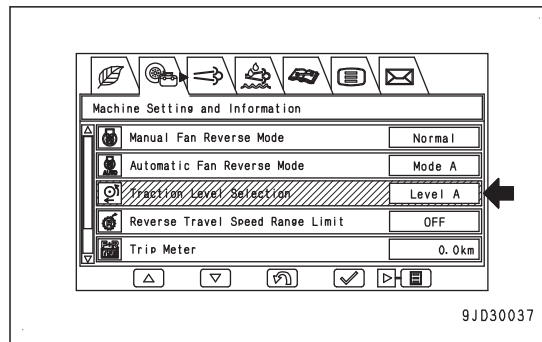 Machine Setting and Information
Manual Fan Reverse Mode Normal
AUTO Automatic Fan Reverse Mode Mode A
Traction Level Selection Level A
Reverse Travel Speed Range Limit OFF
Trip Meter 0.0km
9JD30037